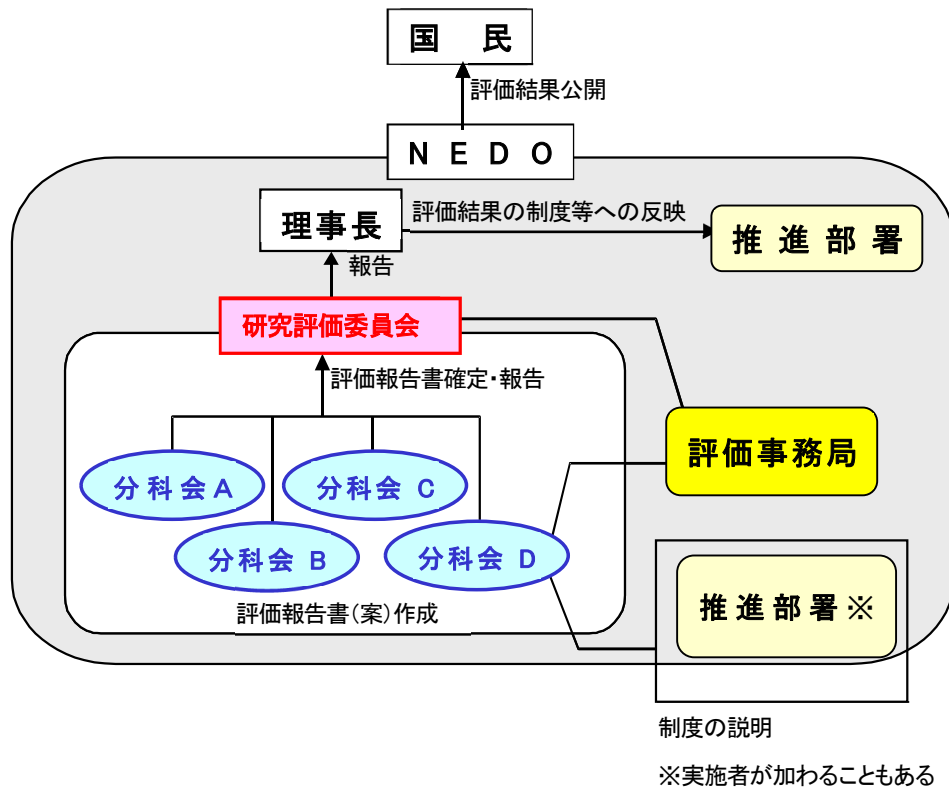 国 民
評価結果公開
N E D O
理事長
評価結果の制度等への反映
推進部署
報告
研究評価委員会
評価報告書確定・報告
評価事務局
分科会A
分科会 C
分科会 B
分科会 D
推進部署※
評価報告書(案)作成
制度の説明
※実施者が加わることもある